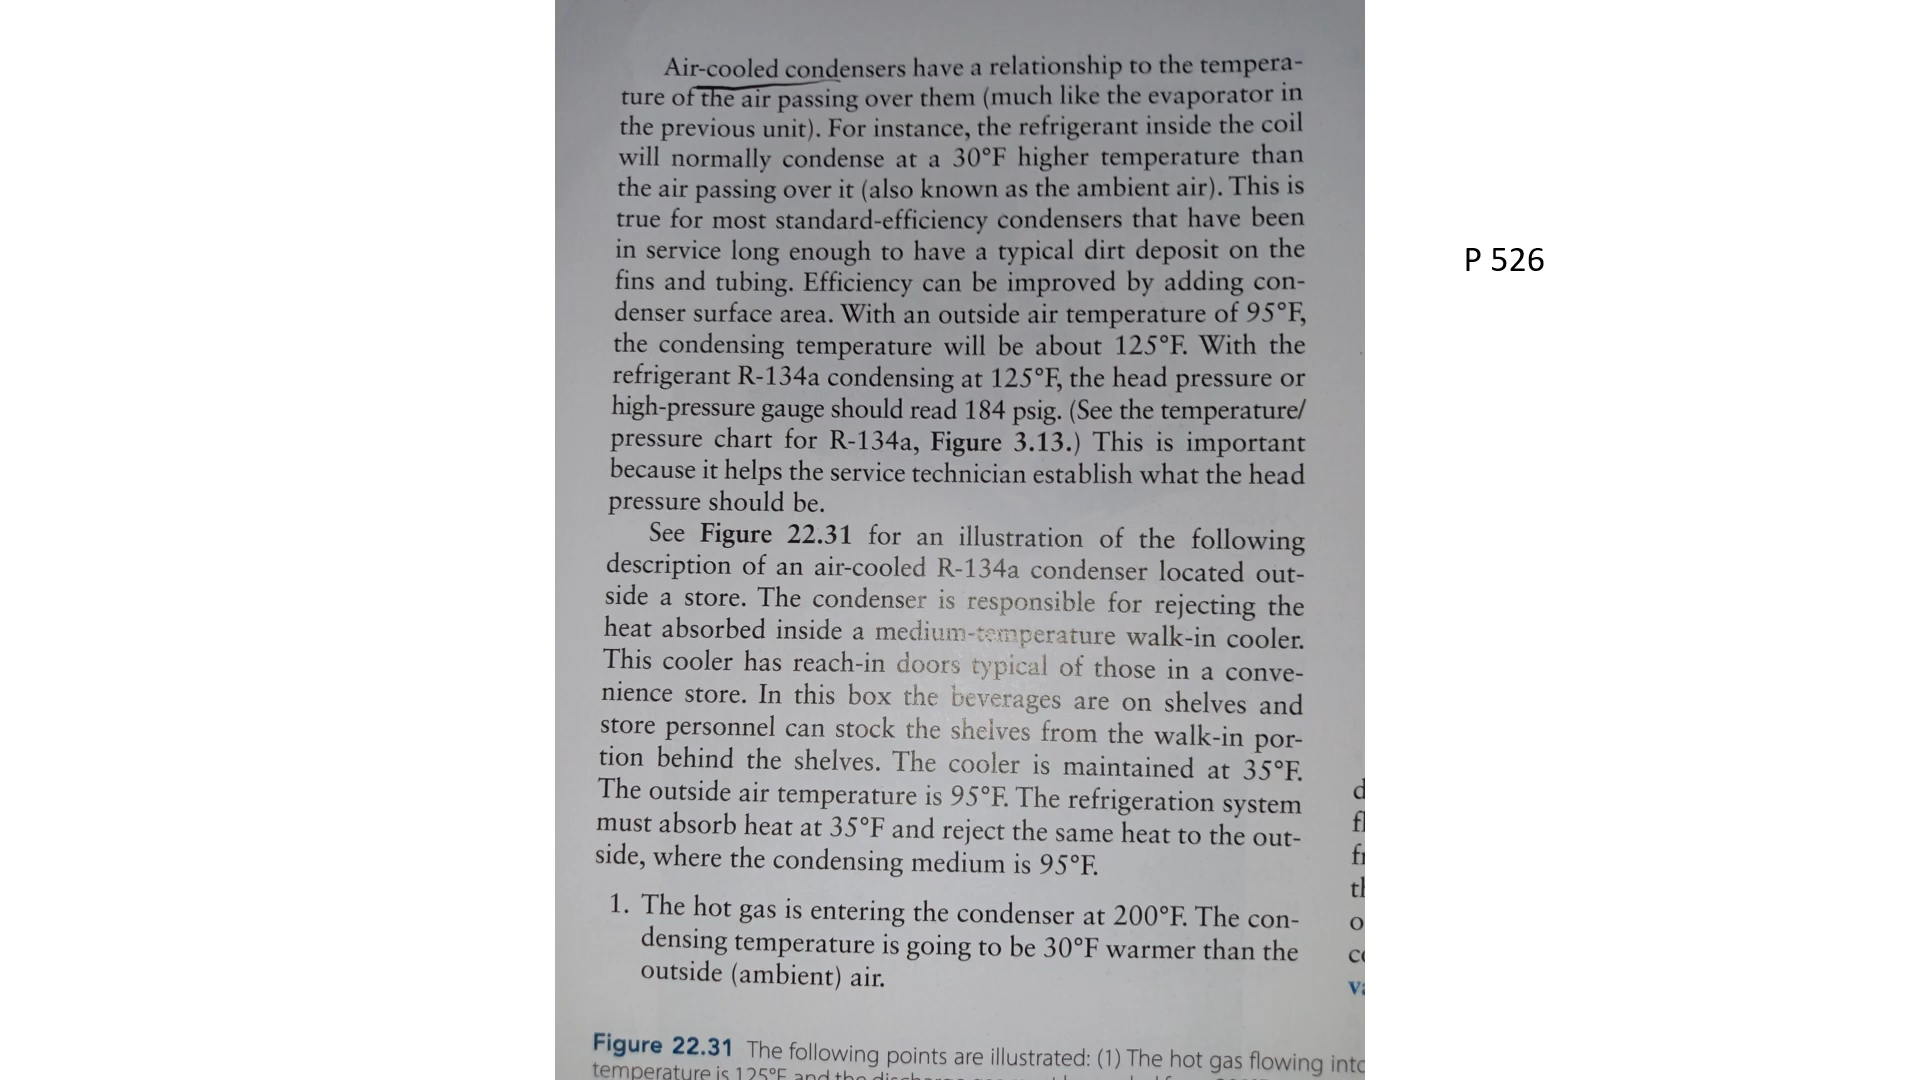 Air-cooled condensers have a relationship to the tempera-
ture of the air passing over them (much like the evaporator in
the previous unit). For instance, the refrigerant inside the coil
will normally condense at a 30°F higher temperature than
the air passing over it (also known as the ambient air). This is
true for most standard-efficiency condensers that have been
in service long enough to have a typical dirt deposit on the
fins and tubing. Efficiency can be improved by adding con-
denser surface area. With an outside air temperature of 95°F,
the condensing temperature will be about 125°F. With the
refrigerant R-134a condensing at 125°F, the head pressure or
high-pressure gauge should read 184 psig. (See the temperature/
pressure chart for R-134a, Figure 3.13.) This is important
because it helps the service technician establish what the head
pressure should be.
See Figure 22.31 for an illustration of the following
description of an air-cooled R-134a condenser located out-
side a store. The condenser is responsible for rejecting the
heat absorbed inside a medium-temperature walk-in cooler.
This cooler has reach-in doors typical of those in a conve-
nience store. In this box the beverages are on shelves and
store personnel can stock the shelves from the walk-in por-
tion behind the shelves. The cooler is maintained at 35°F.
The outside air temperature is 95°F. The refrigeration system
must absorb heat at 35°F and reject the same heat to the out-
side, where the condensing medium is 95°F.
1. The hot gas is entering the condenser at 200°F. The con-
densing temperature is going to be 30°F warmer than the
outside (ambient) air.
Figure 22.31 The following points are illustrated: (1) The hot gas flowing into
temperature is 125°F and the
P 526